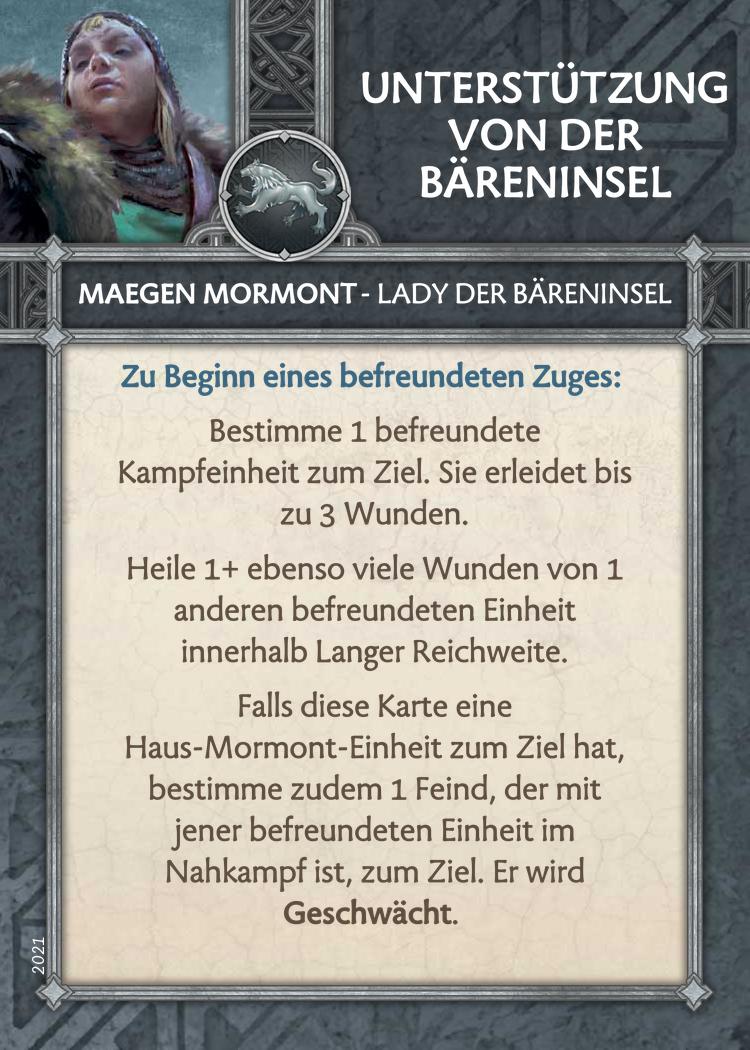 UNTERSTÜTZUNG
VON DER
BÄRENINSEL
MAEGEN MORMONT - LADY DER BÄRENINSEL
Zu Beginn eines befreundeten Zuges:
Bestimme 1 befreundete
Kampfeinheit zum Ziel. Sie erleidet bis
zu 3 Wunden.
Heile 1+ ebenso viele Wunden von 1
anderen befreundeten Einheit
innerhalb Langer Reichweite.
Falls diese Karte eine
Haus-Mormont-Einheit zum Ziel hat,
bestimme zudem 1 Feind, der mit
jener befreundeten Einheit im
Nahkampf ist, zum Ziel. Er wird
Geschwächt.
2021